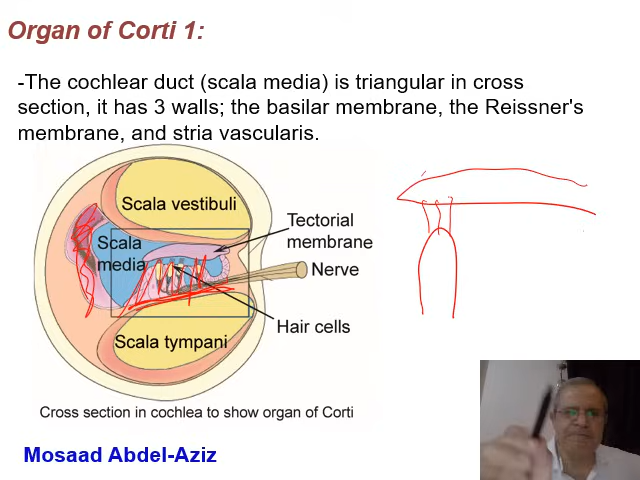 Organ of Corti 1:
-The cochlear duct (scala media) is triangular in cross
section, it has 3 walls; the basilar membrane, the Reissner's
membrane, and stria vascularis.
Scala vestibuli
Tectorial
membrane
Scala
media
Nerve
Hair cells
Scala tympani
Cross section in cochlea to show organ of Corti
Mosaad Abdel-Aziz